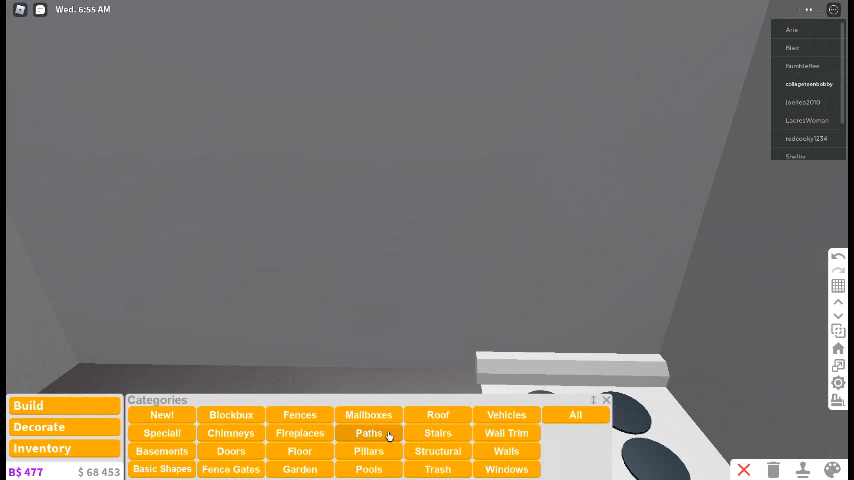 Wed. 6:55 AM
Arie
Blair
BumbleBee
collegeteenbobby
joellea2010
LacresWoman
redcooky1234
Shelby
Build
Decorate
Inventory
B$ 477 $ 68 453
Categories
New! Blockbux Fences Mailboxes Roof Vehicles All
Special! Chimneys Fireplaces Paths Stairs Wall Trim
Basements Doors Floor Pillars Structural Walls
Basic Shapes Fence Gates Garden Pools Trash Windows